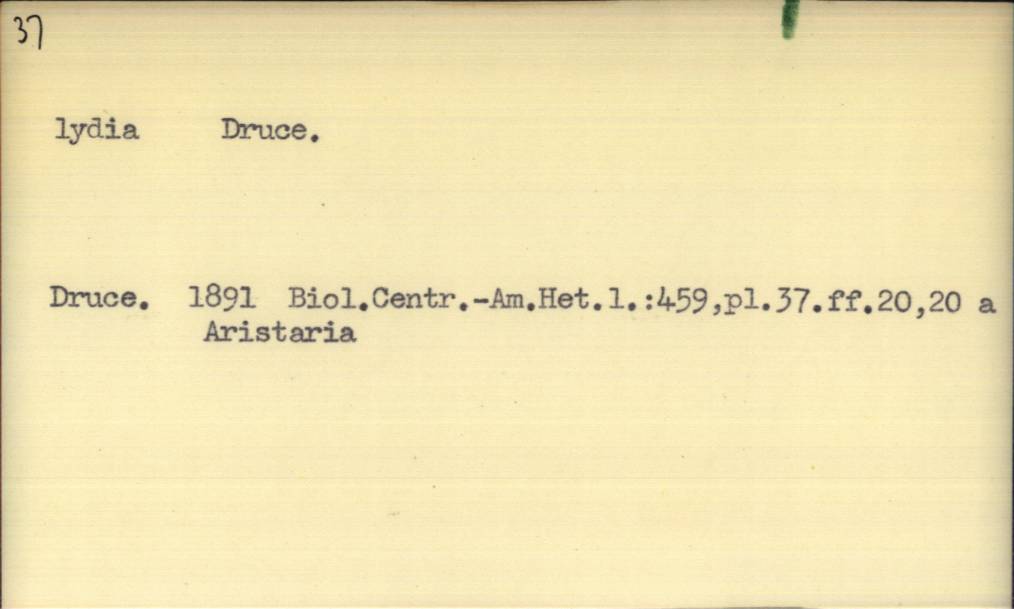 37
lydia Druce.
Druce. 1891 Biol.Centr.-Am.Het.1.:459,pl.37.ff.20,20 a
Aristaria